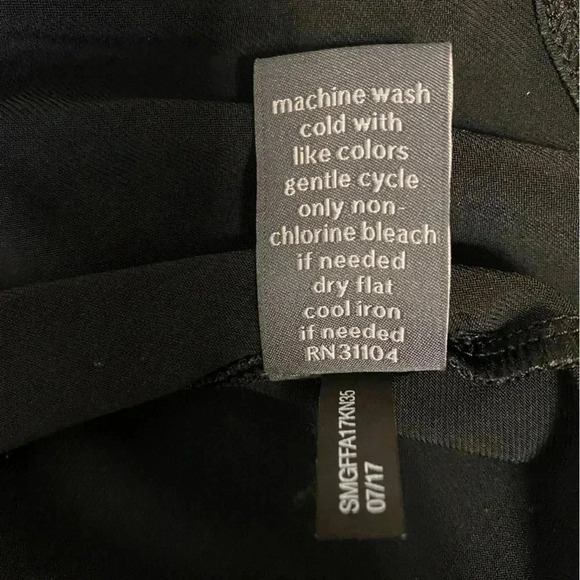 machine wash
cold with
like colors
gentle cycle
only non-
chlorine bleach
if needed
dry flat
cool iron
if needed
RN31104
SMGFFA17KN35
07/17